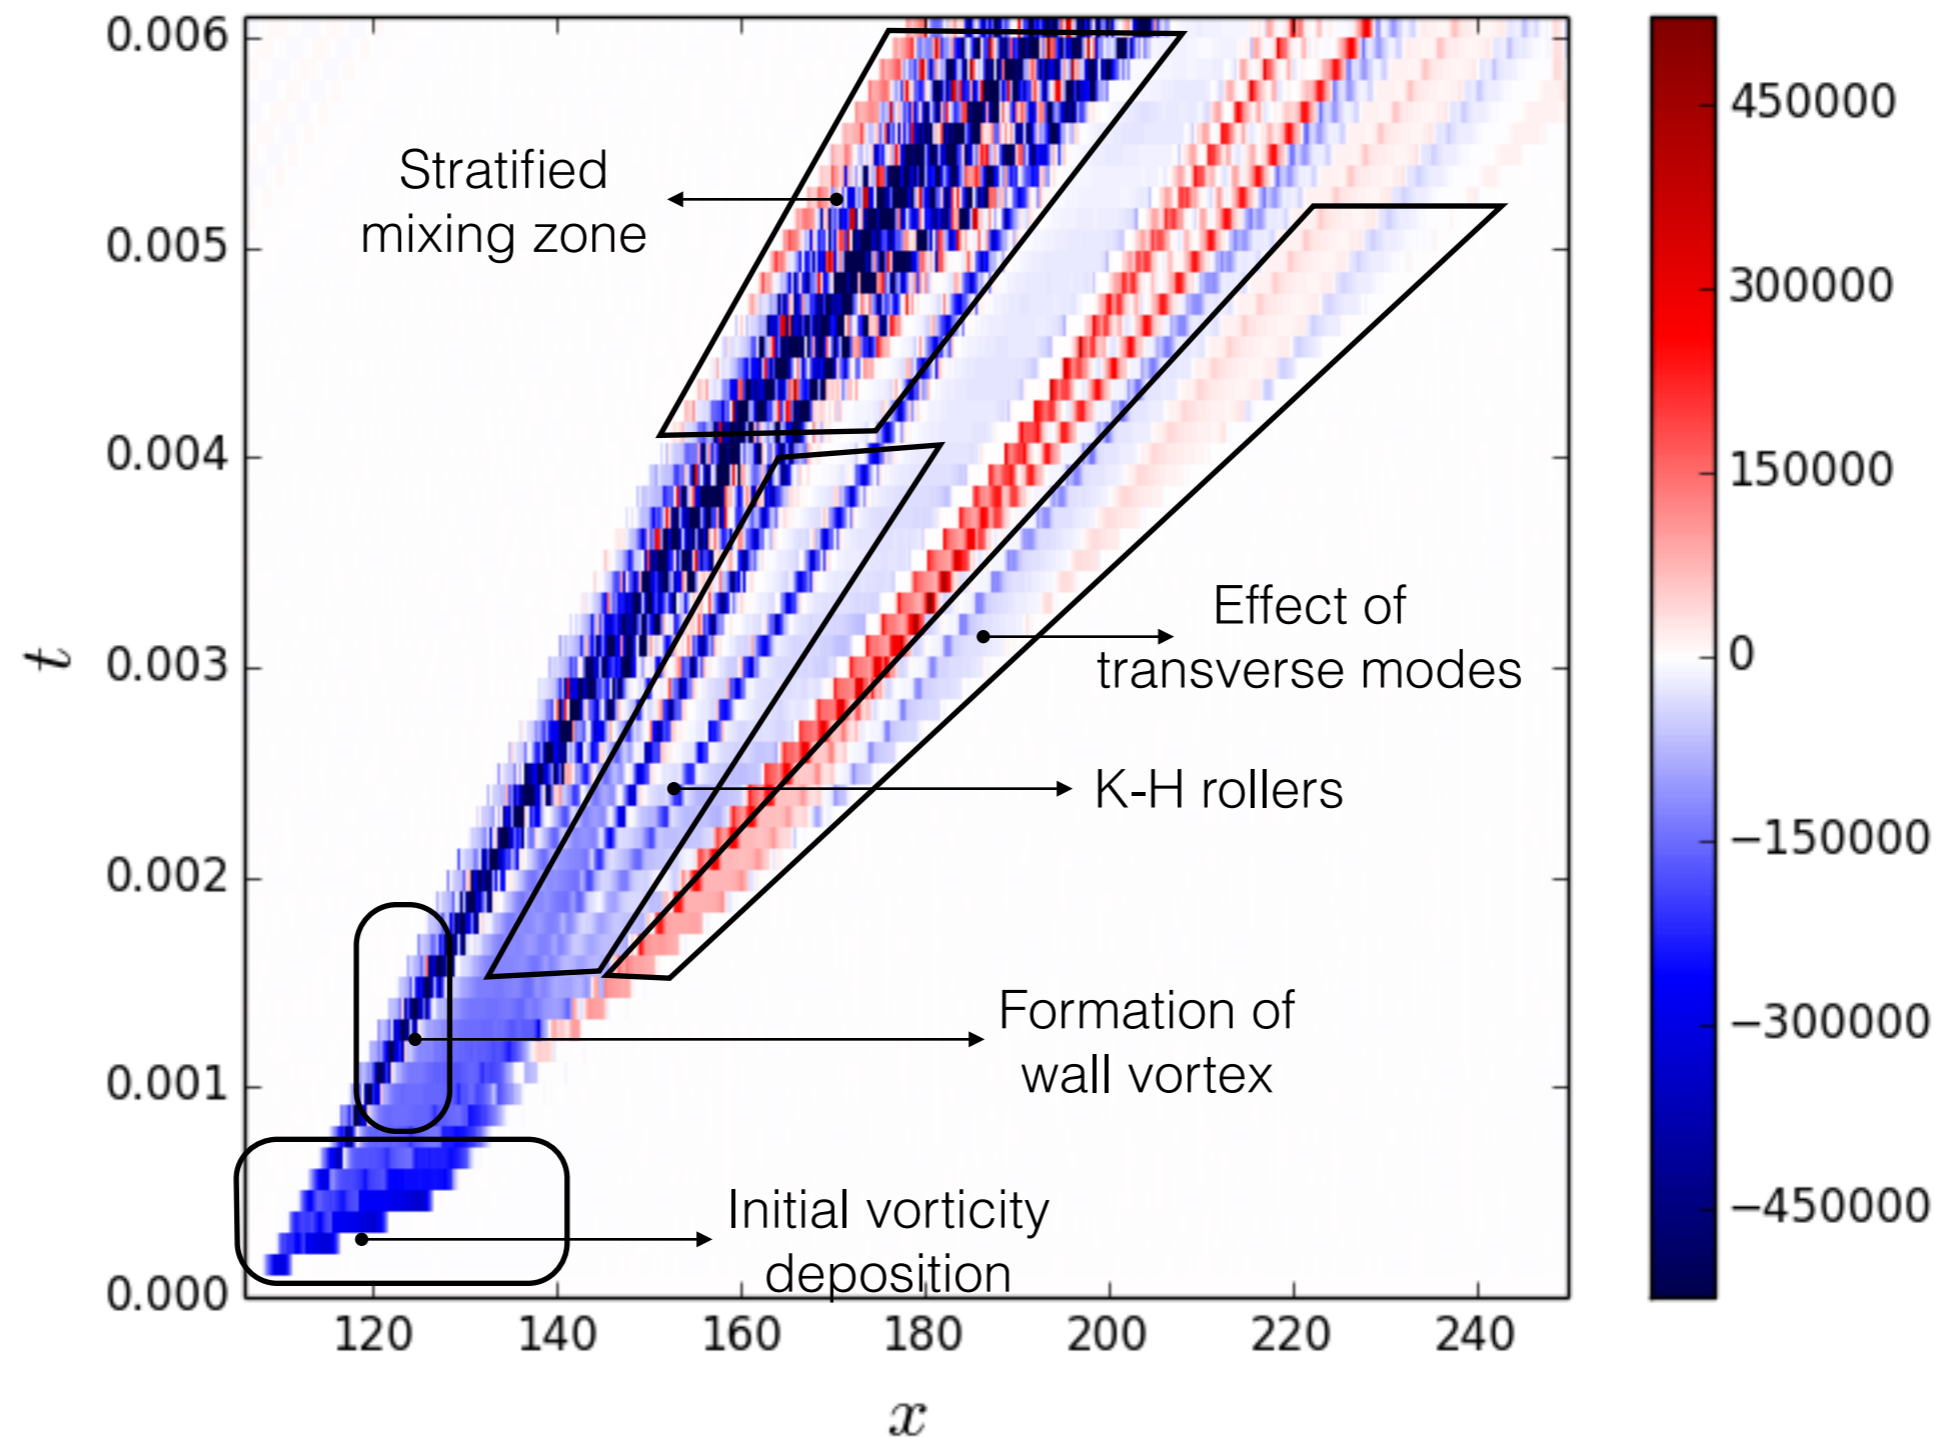 0.006
0.005
0.004
0.003
0.002
0.001
0.000
t
120 140 160 180 200 220 240
x
Stratified
mixing zone
Effect of
transverse modes
K-H rollers
Formation of
wall vortex
Initial vorticity
deposition
450000
300000
150000
0
−150000
−300000
−450000